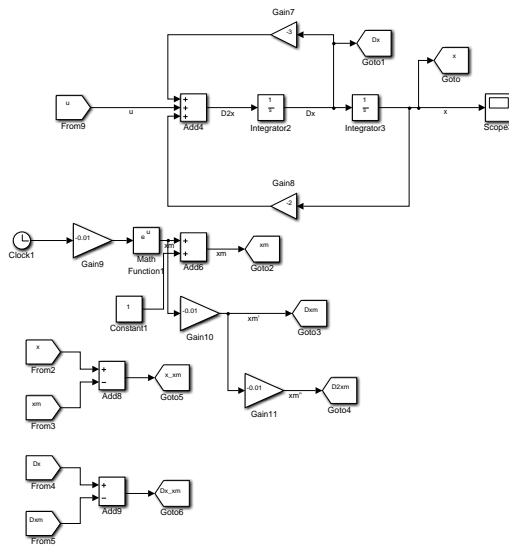 Gain7
-3
Dx
Goto1
x
Goto
u
From9
u
+
+
+
Add4
D2x
1
s
Integrator2
Dx
1
s
Integrator3
x
Scope
Gain8
-2
Clock1
-0.01
Gain9
e
u
Math
Function1
xm
+
+
Add6
xm
xm
Goto2
1
Constant1
-0.01
Gain10
xm'
Dxm
Goto3
-0.01
Gain11
xm''
D2xm
Goto4
x
From2
xm
From3
+
−
Add8
x_xm
Goto5
Dx
From4
Dxm
From5
+
−
Add9
Dx_xm
Goto6